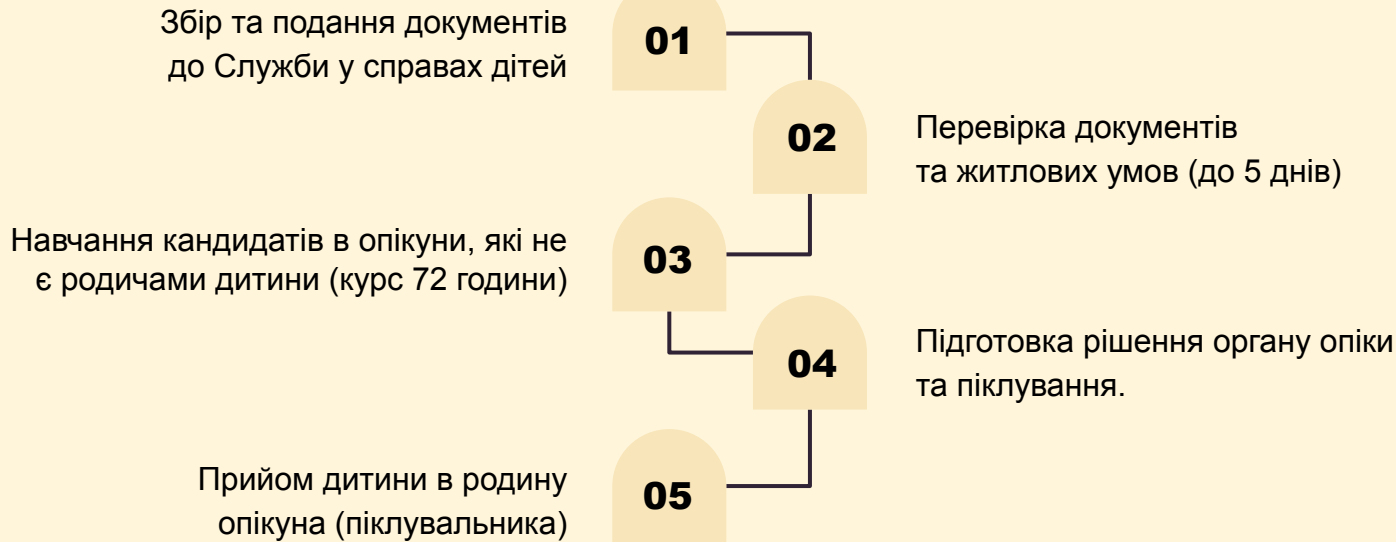 Збір та подання документів
до Служби у справах дітей
01
02
Перевірка документів
та житлових умов (до 5 днів)
Навчання кандидатів в опікуни, які не
є родичами дитини (курс 72 години)
03
04
Підготовка рішення органу опіки
та піклування.
Прийом дитини в родину
опікуна (піклувальника)
05